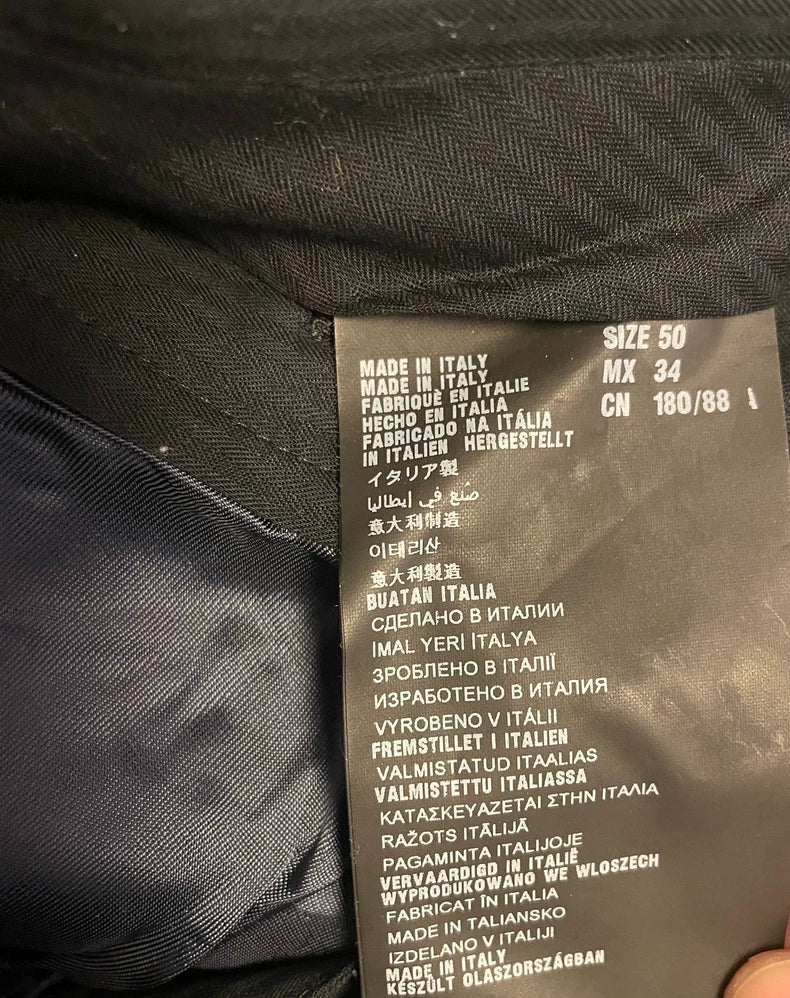 SIZE 50
MX 34
CN 180/88
MADE IN ITALY
MADE IN ITALY
FABRIQUÈ EN ITALIE
HECHO EN ITALIA
FABRICADO NA ITÁLIA
IN ITALIEN HERGESTELLT
イタリア製
صنع في إيطاليا
意大利制造
이테리산
意大利製造
BUATAN ITALIA
СДЕЛАНО В ИТАЛИИ
IMAL YERİ İTALYA
ЗРОБЛЕНО В ІТАЛІЇ
ИЗРАБОТЕНО В ИТАЛИЯ
VYROBENO V ITÁLII
FREMSTILLET I ITALIEN
VALMISTATUD ITAALIAS
VALMISTETTU ITALIASSA
ΚΑΤΑΣΚΕΥΑΖΕΤΑΙ ΣΤΗΝ ΙΤΑΛΙΑ
RAŽOTS ITĀLIJĀ
PAGAMINTA ITALIJOJE
VERVAARDIGD IN ITALIË
WYPRODUKOWANO WE WLOSZECH
FABRICAT ÎN ITALIA
MADE IN TALIANSKO
IZDELANO V ITALIJI
MADE IN ITALY
KÉSZÜLT OLASZORSZÁGBAN